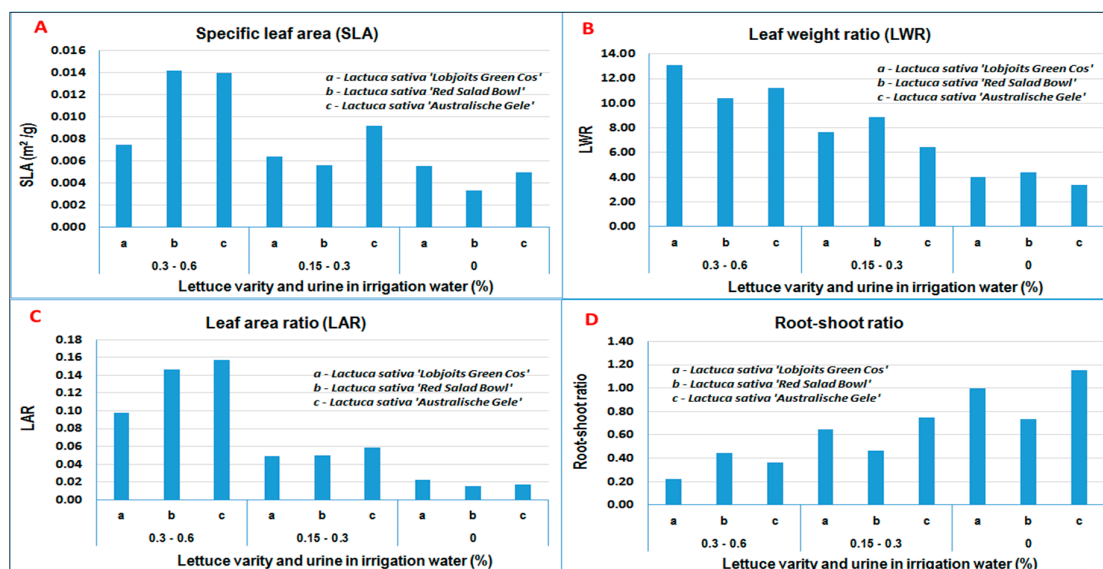 A
Specific leaf area (SLA)
0.016
0.014
0.012
0.010
0.008
0.006
0.004
0.002
0.000
SLA (m² /g)
a - Lactuca sativa 'Lobjoits Green Cos'
b - Lactuca sativa 'Red Salad Bowl'
c - Lactuca sativa 'Australische Gele'
a b c a b c a b c
0.3 - 0.6 0.15 - 0.3 0
Lettuce varity and urine in irrigation water (%)
B
Leaf weight ratio (LWR)
14.00
12.00
10.00
8.00
6.00
4.00
2.00
0.00
LWR
a - Lactuca sativa 'Lobjoits Green Cos'
b - Lactuca sativa 'Red Salad Bowl'
c - Lactuca sativa 'Australische Gele'
a b c a b c a b c
0.3 - 0.6 0.15 - 0.3 0
Lettuce varity and urine in irrigation water (%)
C
Leaf area ratio (LAR)
0.18
0.16
0.14
0.12
0.10
0.08
0.06
0.04
0.02
0.00
LAR
a - Lactuca sativa 'Lobjoits Green Cos'
b - Lactuca sativa 'Red Salad Bowl'
c - Lactuca sativa 'Australische Gele'
a b c a b c a b c
0.3 - 0.6 0.15 - 0.3 0
Lettuce varity and urine in irrigation water (%)
D
Root-shoot ratio
1.40
1.20
1.00
0.80
0.60
0.40
0.20
0.00
Root-shoot ratio
a - Lactuca sativa 'Lobjoits Green Cos'
b - Lactuca sativa 'Red Salad Bowl'
c - Lactuca sativa 'Australische Gele'
a b c a b c a b c
0.3 - 0.6 0.15 - 0.3 0
Lettuce varity and urine in irrigation water (%)